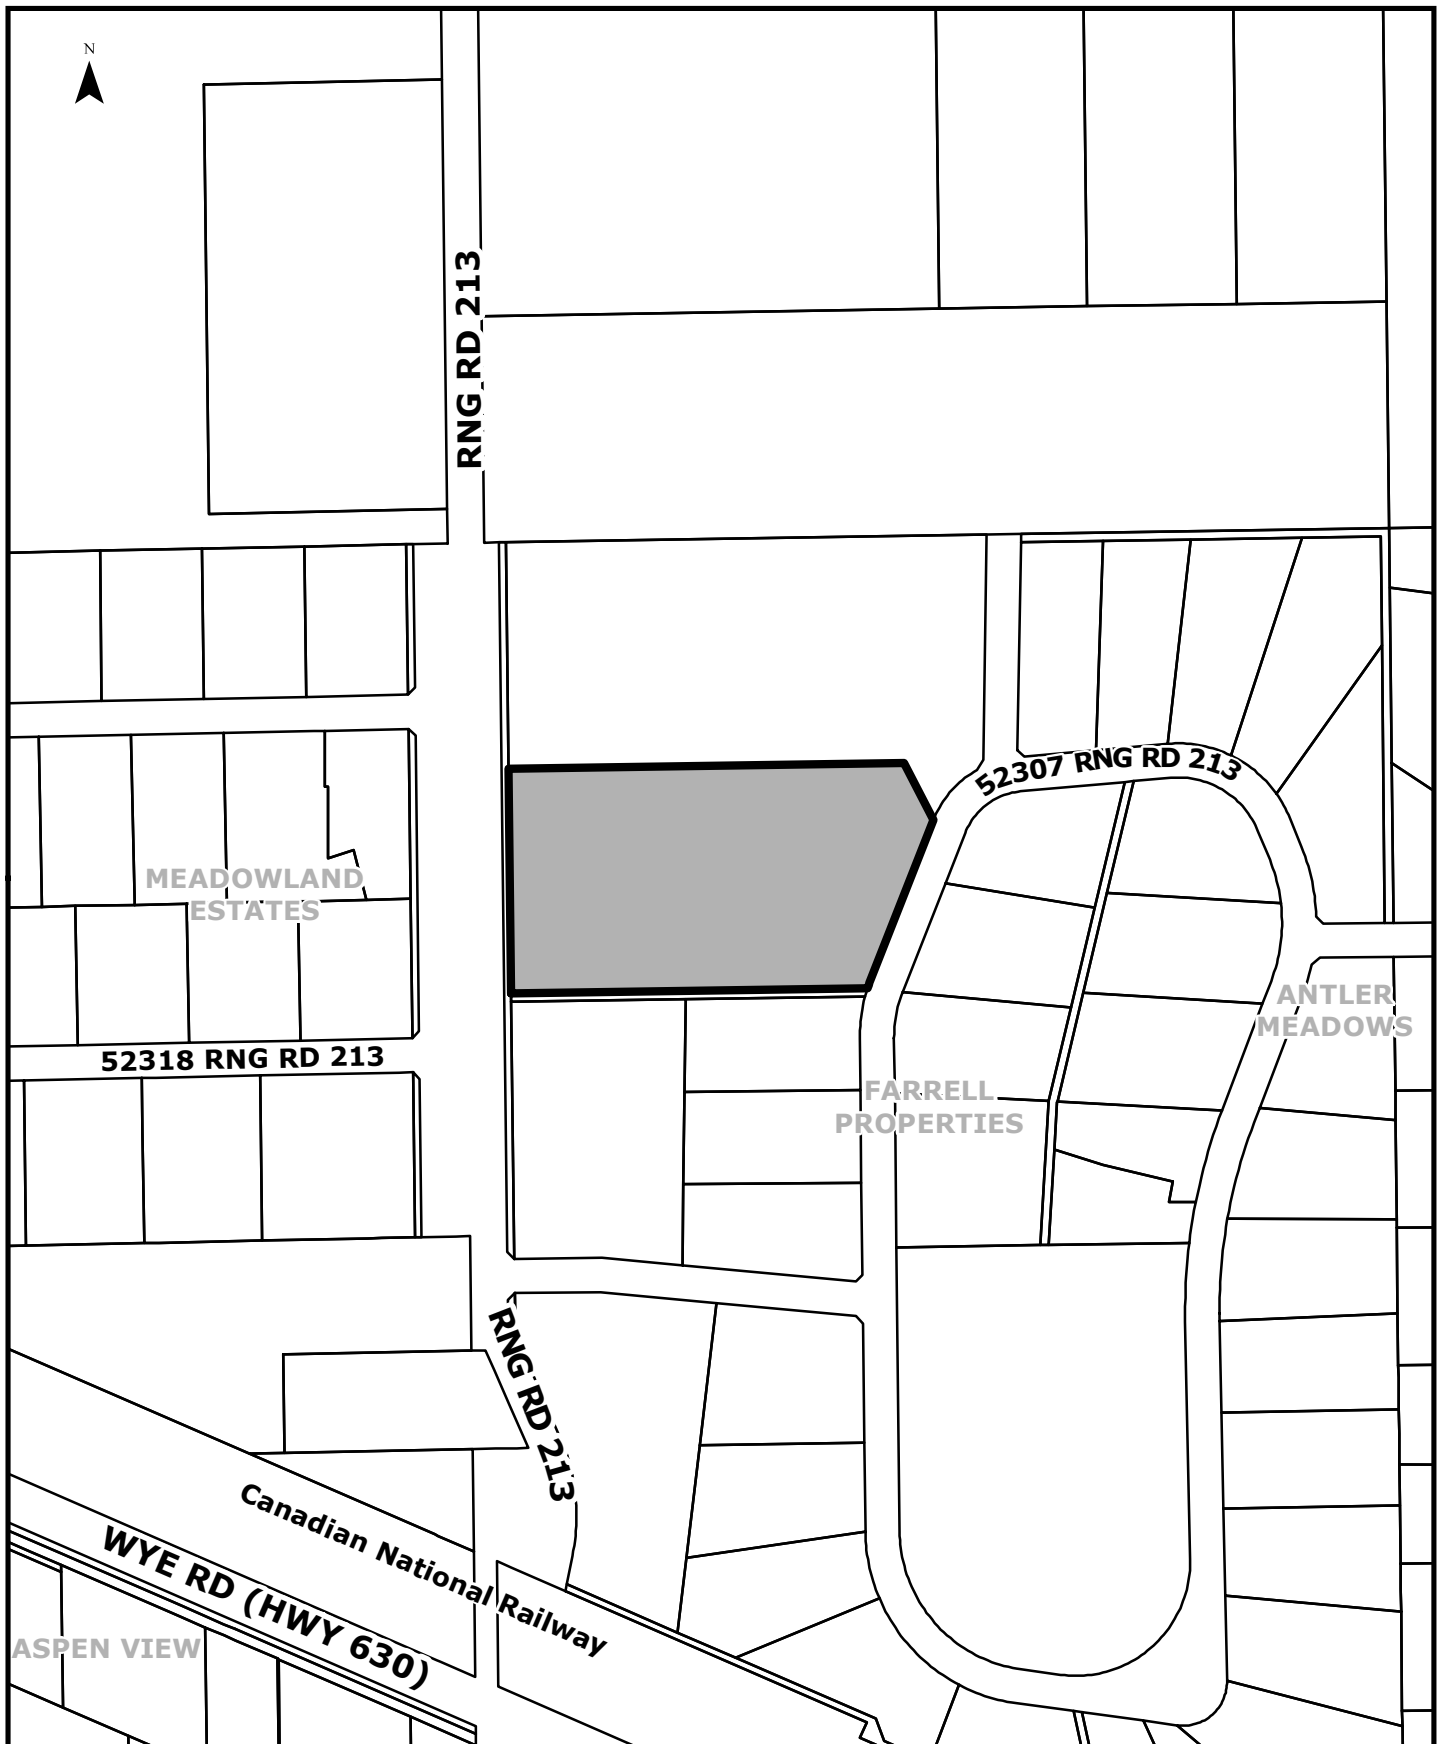 N
RNG RD 213
52307 RNG RD 213
MEADOWLAND
ESTATES
ANTLER
MEADOWS
52318 RNG RD 213
FARRELL
PROPERTIES
RNG RD 213
Canadian National Railway
WYE RD (HWY 630)
ASPEN VIEW